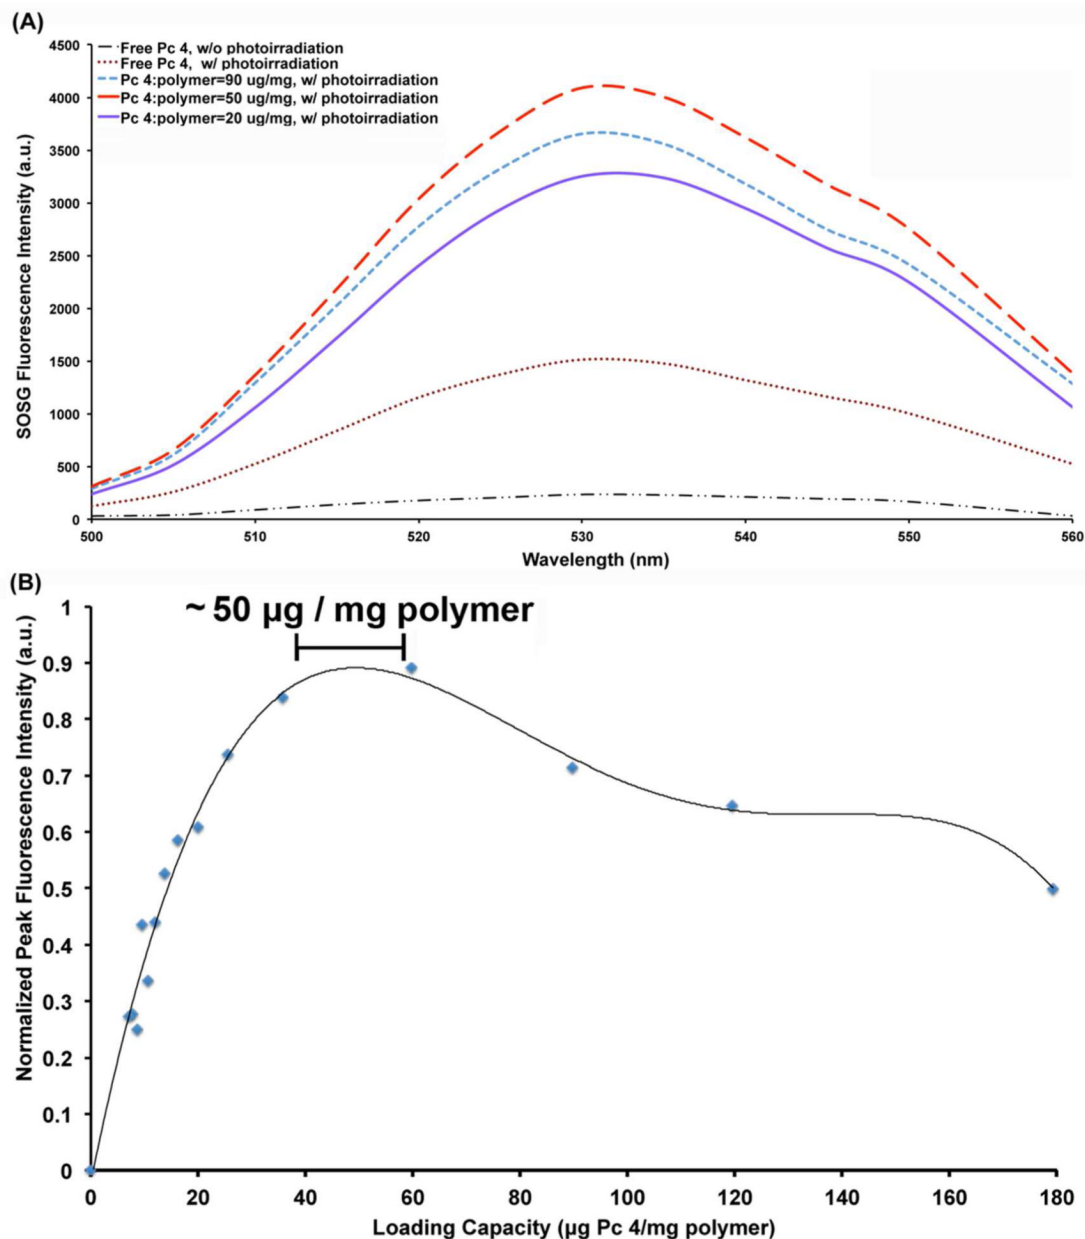 (A)
4500
4000
3500
3000
2500
2000
1500
1000
500
0
SOSG Fluorescence Intensity (a.u.)
Free Pc 4, w/o photoirradiation
Free Pc 4, w/ photoirradiation
Pc 4:polymer=90 ug/mg, w/ photoirradiation
Pc 4:polymer=50 ug/mg, w/ photoirradiation
Pc 4:polymer=20 ug/mg, w/ photoirradiation
500 510 520 530 540 550 560
Wavelength (nm)
(B)
~ 50 µg / mg polymer
1
0.9
0.8
0.7
0.6
0.5
0.4
0.3
0.2
0.1
0
Normalized Peak Fluorescence Intensity (a.u.)
0 20 40 60 80 100 120 140 160 180
Loading Capacity (µg Pc 4/mg polymer)